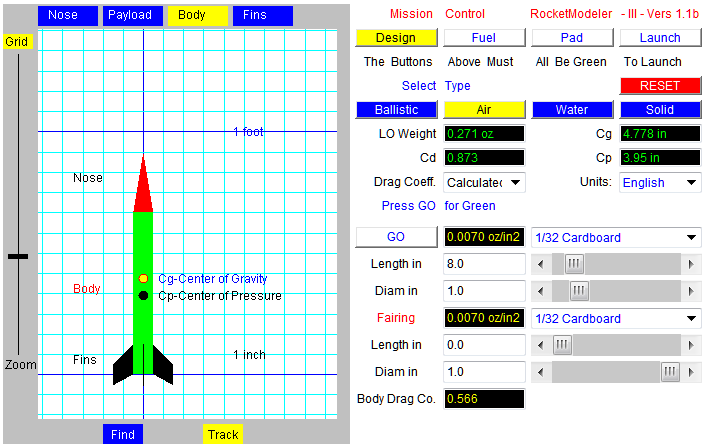 Nose Payload Body Fins
Grid
1 foot
Nose
Cg-Center of Gravity
Body
Cp-Center of Pressure
1 inch
Fins
Zoom
Find Track
Mission Control RocketModeler - III - Vers 1.1b
Design Fuel Pad Launch
The Buttons Above Must All Be Green To Launch
Select Type RESET
Ballistic Air Water Solid
LO Weight 0.271 oz Cg 4.778 in
Cd 0.873 Cp 3.95 in
Drag Coeff. Calculated Units: English
Press GO for Green
GO 0.0070 oz/in2 1/32 Cardboard
Length in 8.0
Diam in 1.0
Fairing 0.0070 oz/in2 1/32 Cardboard
Length in 0.0
Diam in 1.0
Body Drag Co. 0.566